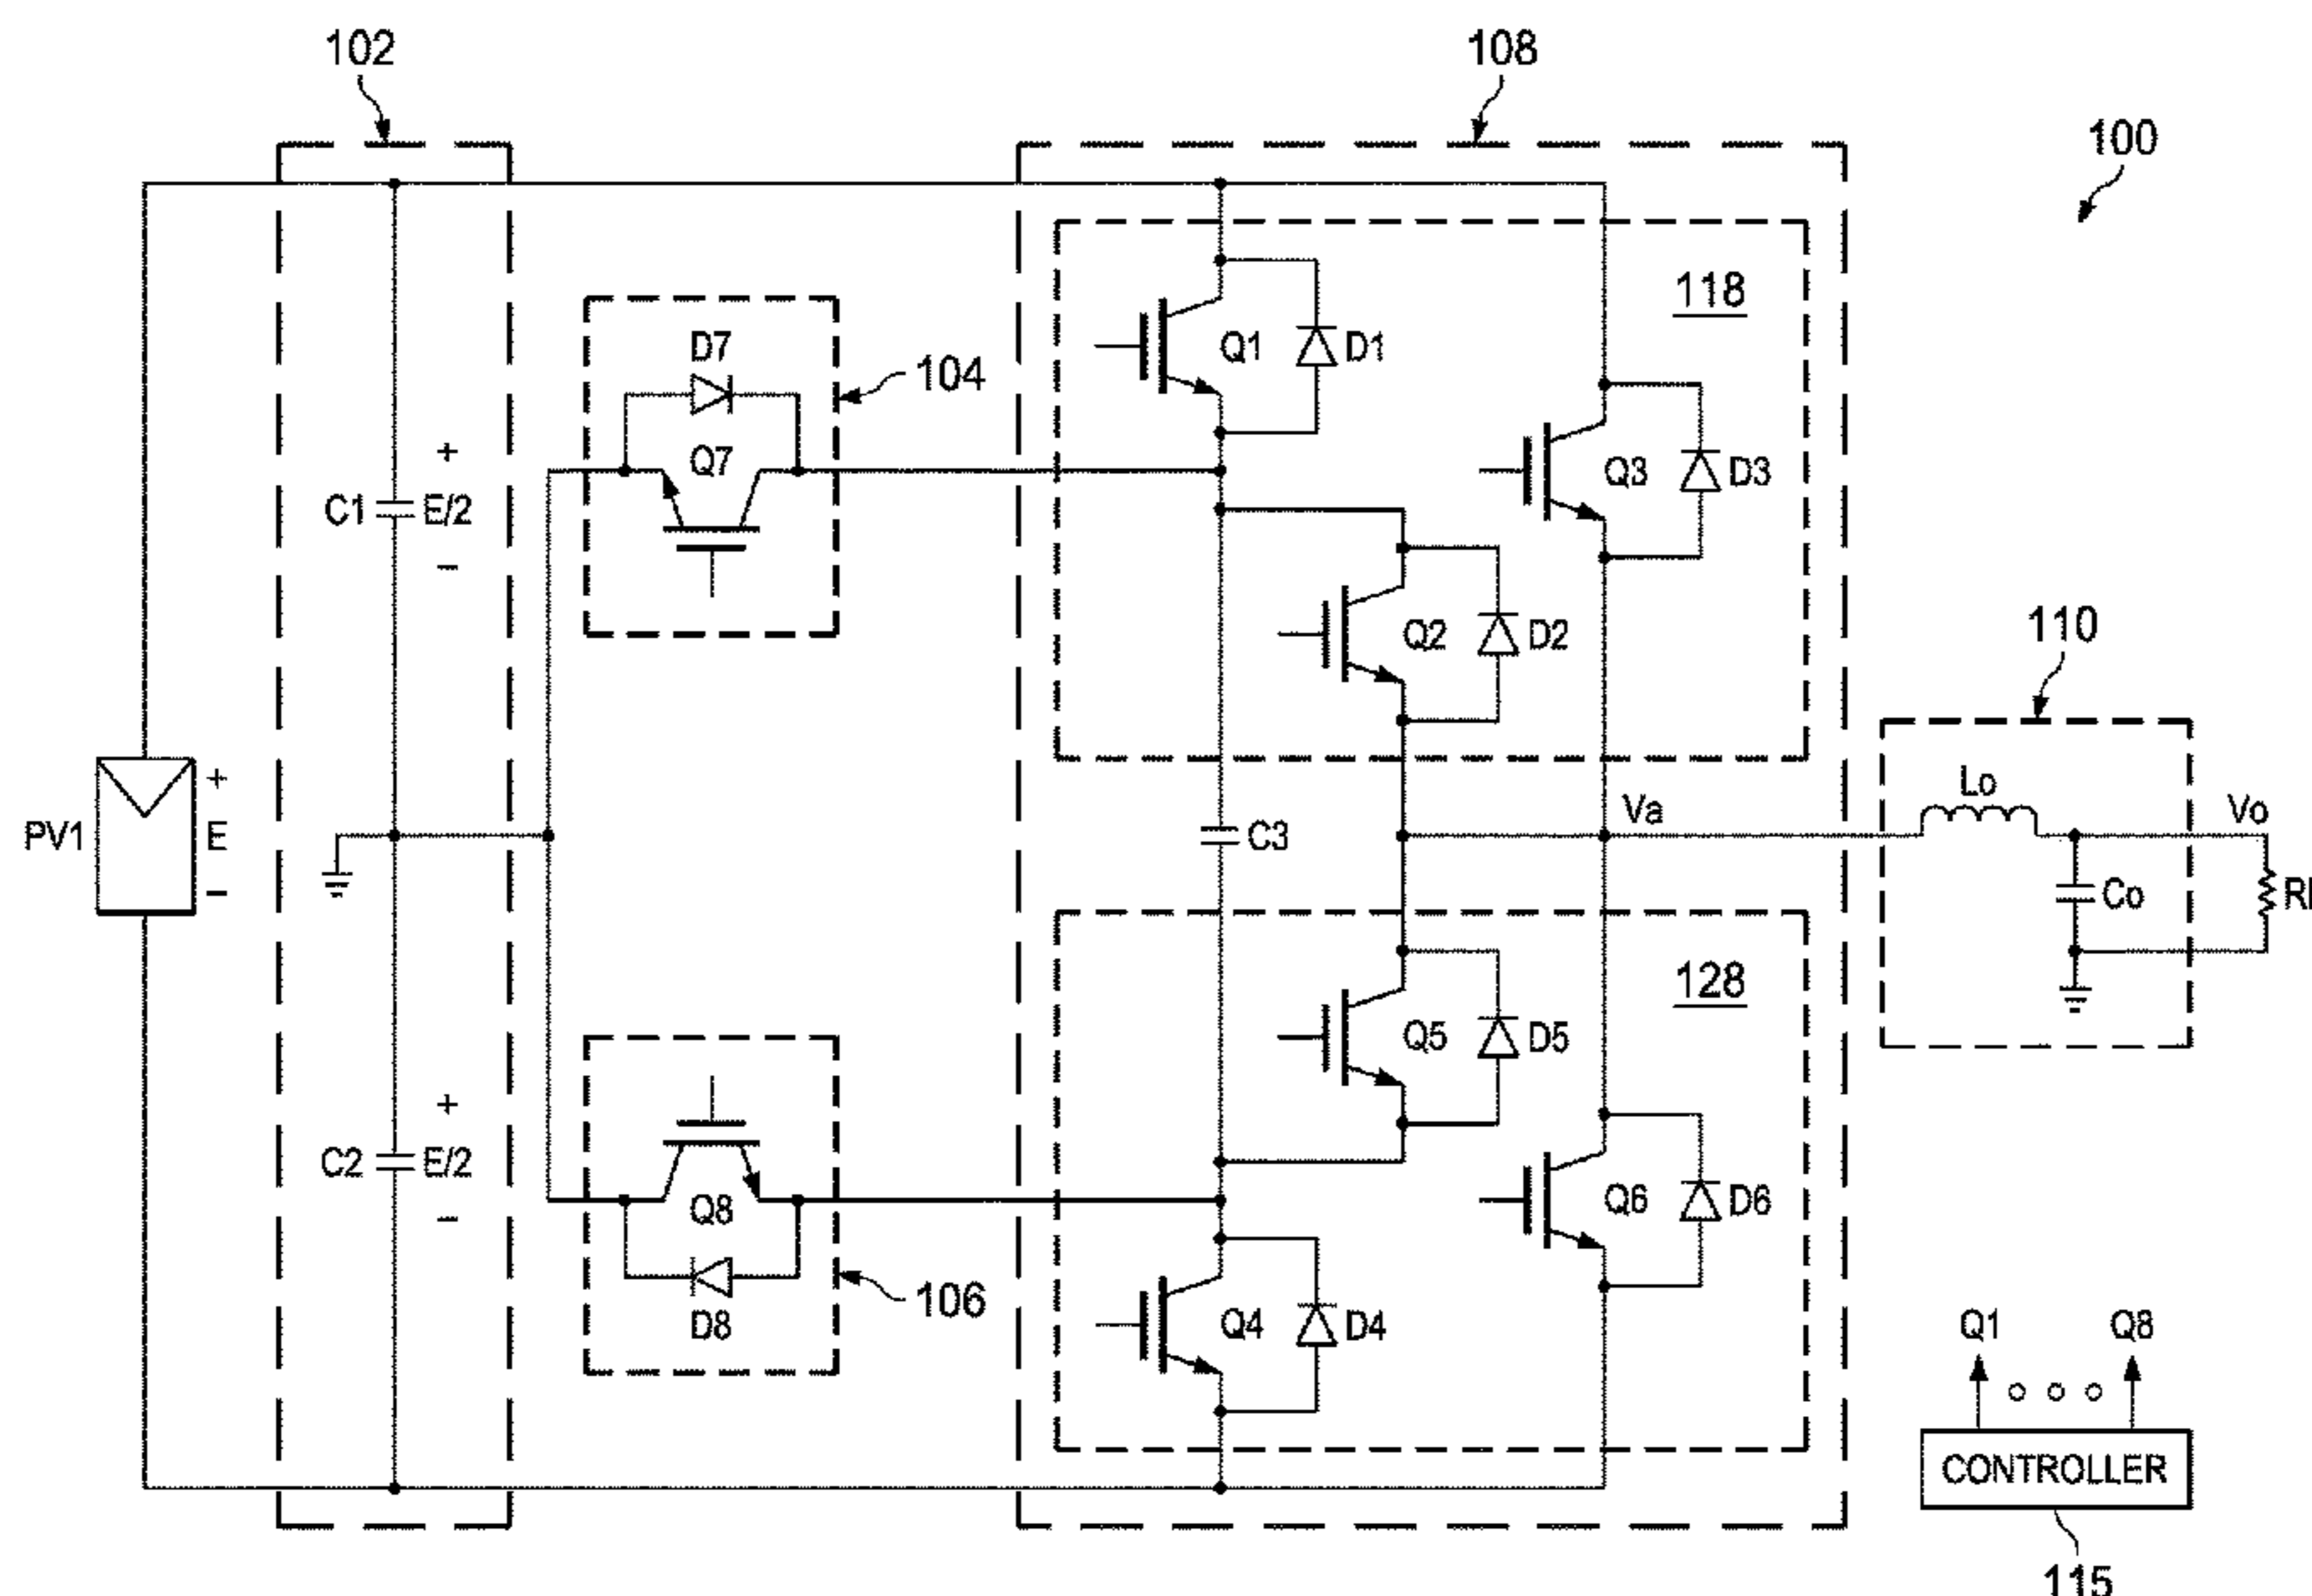 102
108
100
118
D7
104
Q1
D1
Q7
Q3
D3
+
C1
E/2
−
Q2
D2
110
+
PV1
E
−
Va
Lo
Vo
C3
Co
128
Q5
D5
+
C2
E/2
−
Q8
Q6
D6
D8
106
Q4
D4
Q1
Q8
CONTROLLER
115